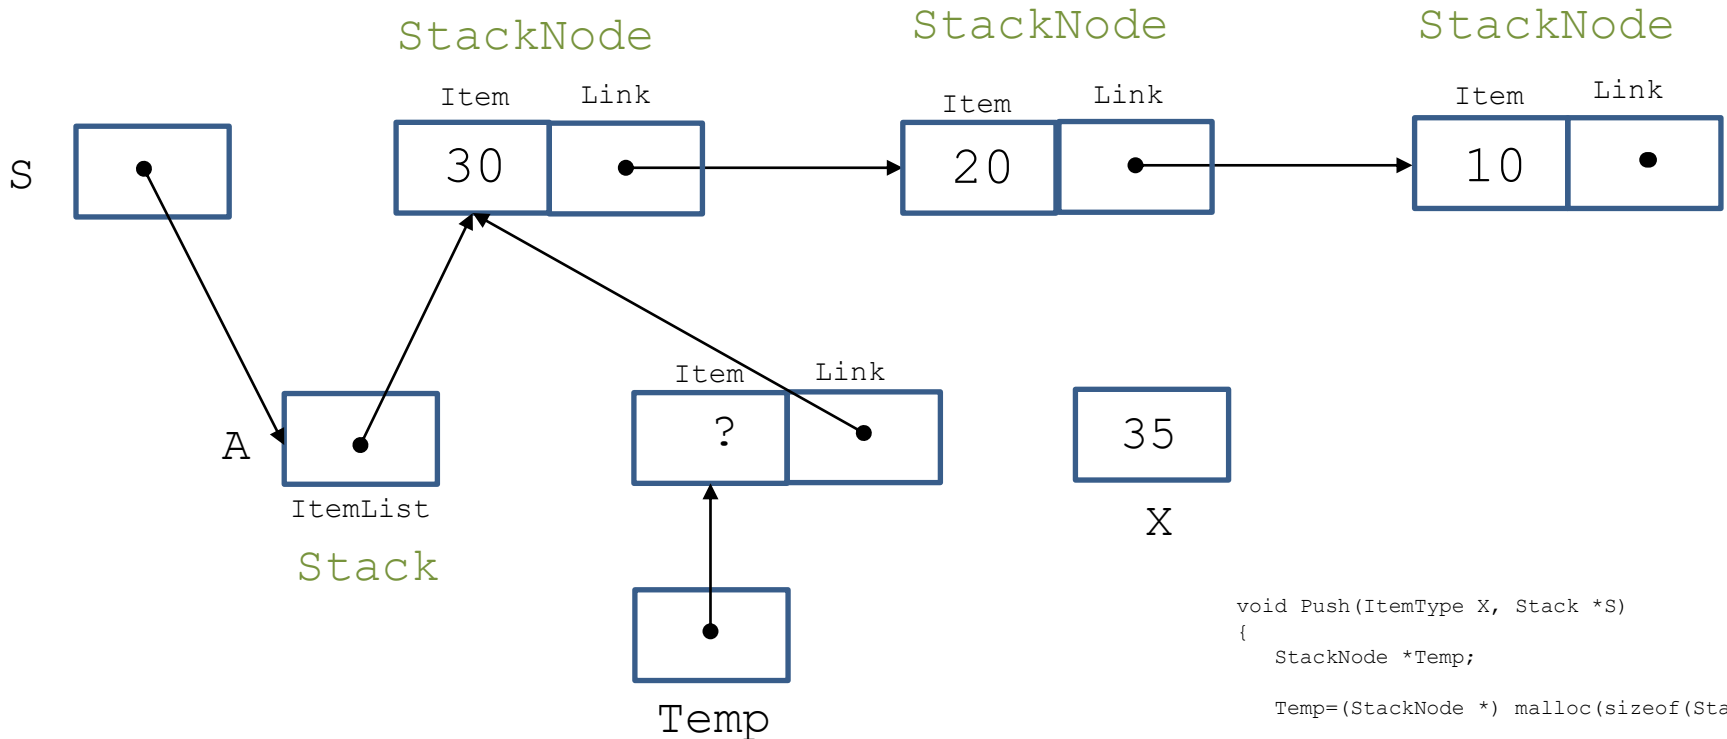 StackNode
StackNode
StackNode
Item Link
Item Link
Item Link
S
30
20
10
Item Link
?
35
A
ItemList
X
Stack
Temp
void Push(ItemType X, Stack *S)
{
StackNode *Temp;
Temp=(StackNode *) malloc(sizeof(Sta